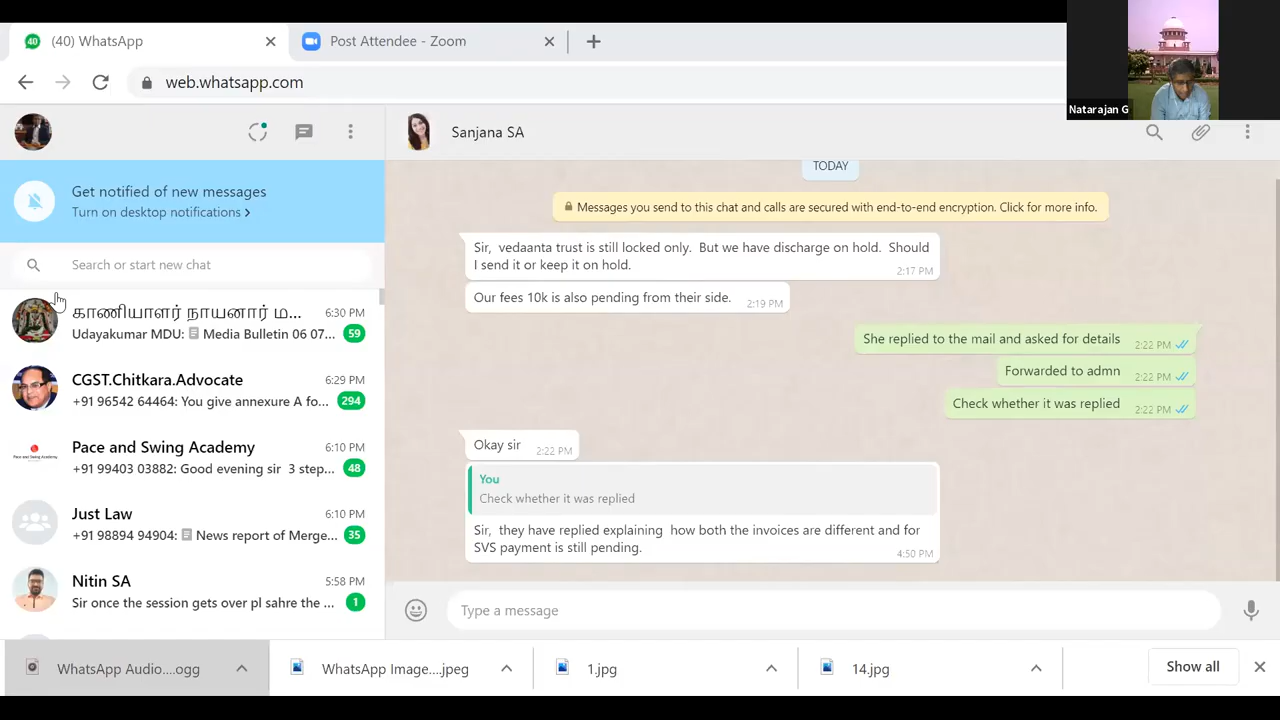 (40) WhatsApp
Post Attendee - Zoom
web.whatsapp.com
Natarajan G
Sanjana SA
Get notified of new messages
Turn on desktop notifications
Search or start new chat
காணியாளர் நாயனார் ம... 6:30 PM
Udayakumar MDU: Media Bulletin 06 07... 59
CGST.Chitkara.Advocate 6:29 PM
+91 96542 64464: You give annexure A fo... 294
Pace and Swing Academy 6:10 PM
+91 99403 03882: Good evening sir 3 step... 48
Just Law 6:10 PM
+91 98894 94904: News report of Merge... 35
Nitin SA 5:58 PM
Sir once the session gets over pl sahre the ... 1
TODAY
Messages you send to this chat and calls are secured with end-to-end encryption. Click for more info.
Sir, vedaanta trust is still locked only. But we have discharge on hold. Should
I send it or keep it on hold. 2:17 PM
Our fees 10k is also pending from their side. 2:19 PM
She replied to the mail and asked for details 2:22 PM
Forwarded to admn 2:22 PM
Check whether it was replied 2:22 PM
Okay sir 2:22 PM
You
Check whether it was replied
Sir, they have replied explaining how both the invoices are different and for
SVS payment is still pending. 4:50 PM
Type a message
WhatsApp Audio....ogg
WhatsApp Image....jpeg
1.jpg
14.jpg
Show all